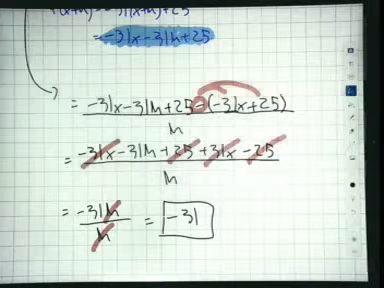 = -31x-31h+25
= -31x-31h+25-(-31x+25)
h
= -31x-31h+25+31x-25
h
= -31h
h
= -31